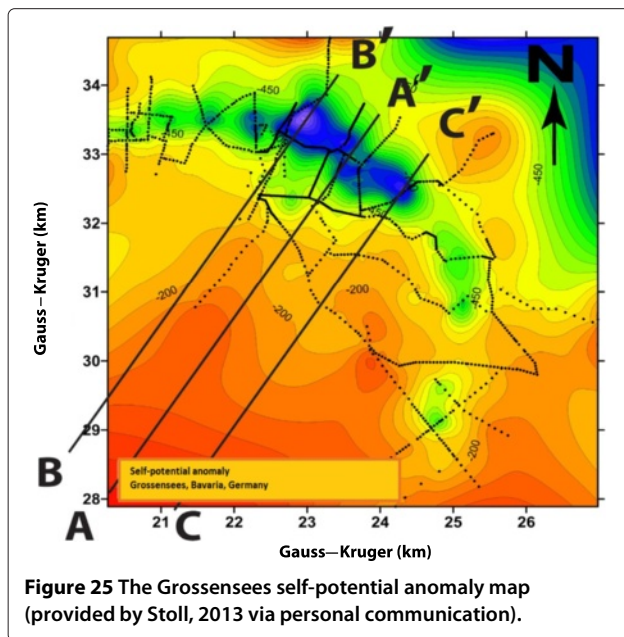 B′
A′
C′
N
34
33
32
31
30
29
28
Gauss—Kruger (km)
-450
-450
-450
-450
-200
-200
-200
-200
B
A
C
Self-potential anomaly
Grossensees, Bavaria, Germany
21 22 23 24 25 26
Gauss—Kruger (km)
Figure 25 The Grossensees self-potential anomaly map
(provided by Stoll, 2013 via personal communication).